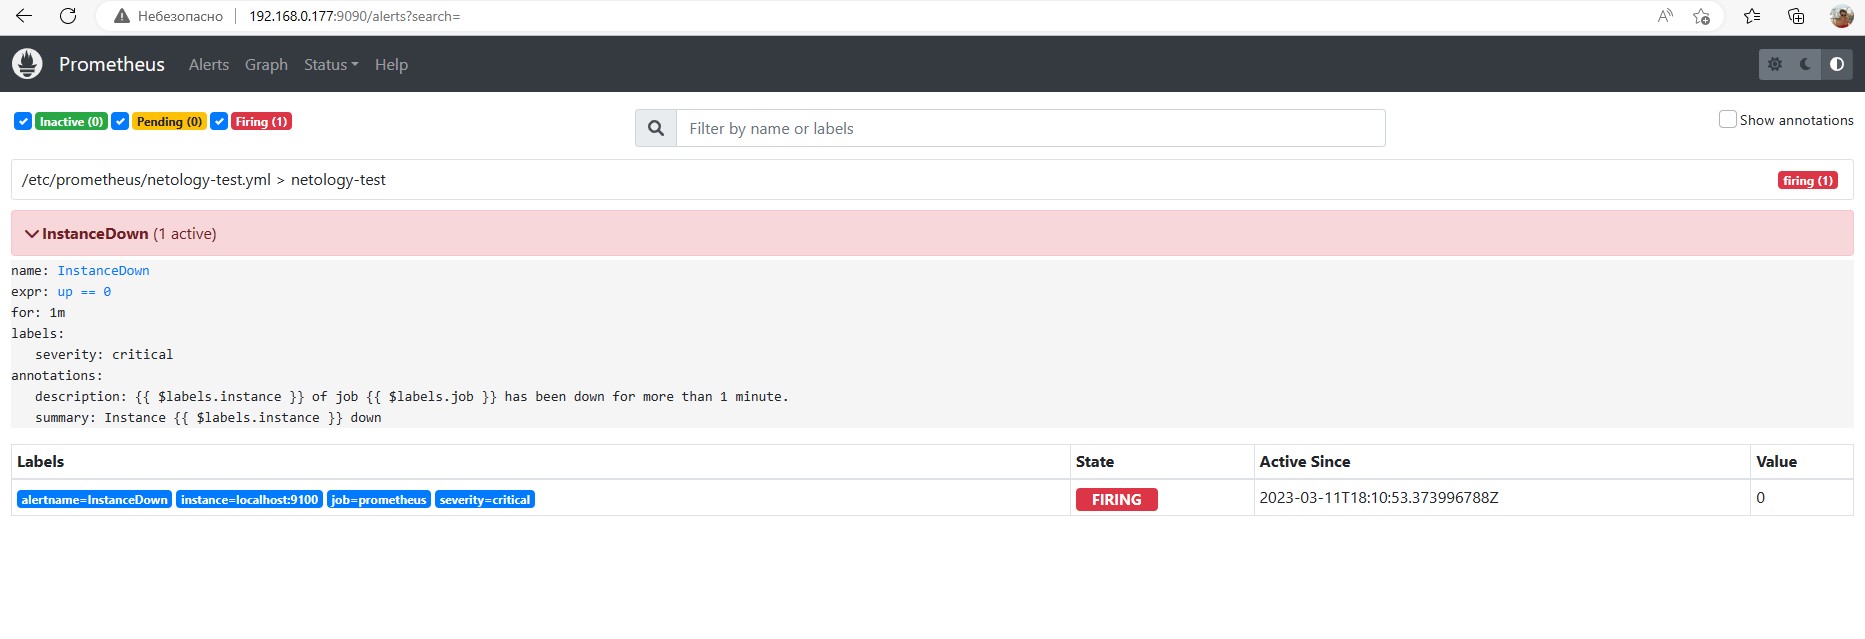 Небезопасно 192.168.0.177:9090/alerts?search=
Prometheus Alerts Graph Status Help
Inactive (0) Pending (0) Firing (1) Filter by name or labels Show annotations
/etc/prometheus/netology-test.yml > netology-test firing (1)
InstanceDown (1 active)
name: InstanceDown
expr: up == 0
for: 1m
labels:
severity: critical
annotations:
description: {{ $labels.instance }} of job {{ $labels.job }} has been down for more than 1 minute.
summary: Instance {{ $labels.instance }} down
Labels State Active Since Value
alertname=InstanceDown instance=localhost:9100 job=prometheus severity=critical FIRING 2023-03-11T18:10:53.373996788Z 0